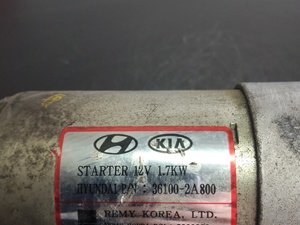 KIA
STARTER 12V 1.7KW
HYUNDAI P/N : 36100-2A800
REMY KOREA, LTD.